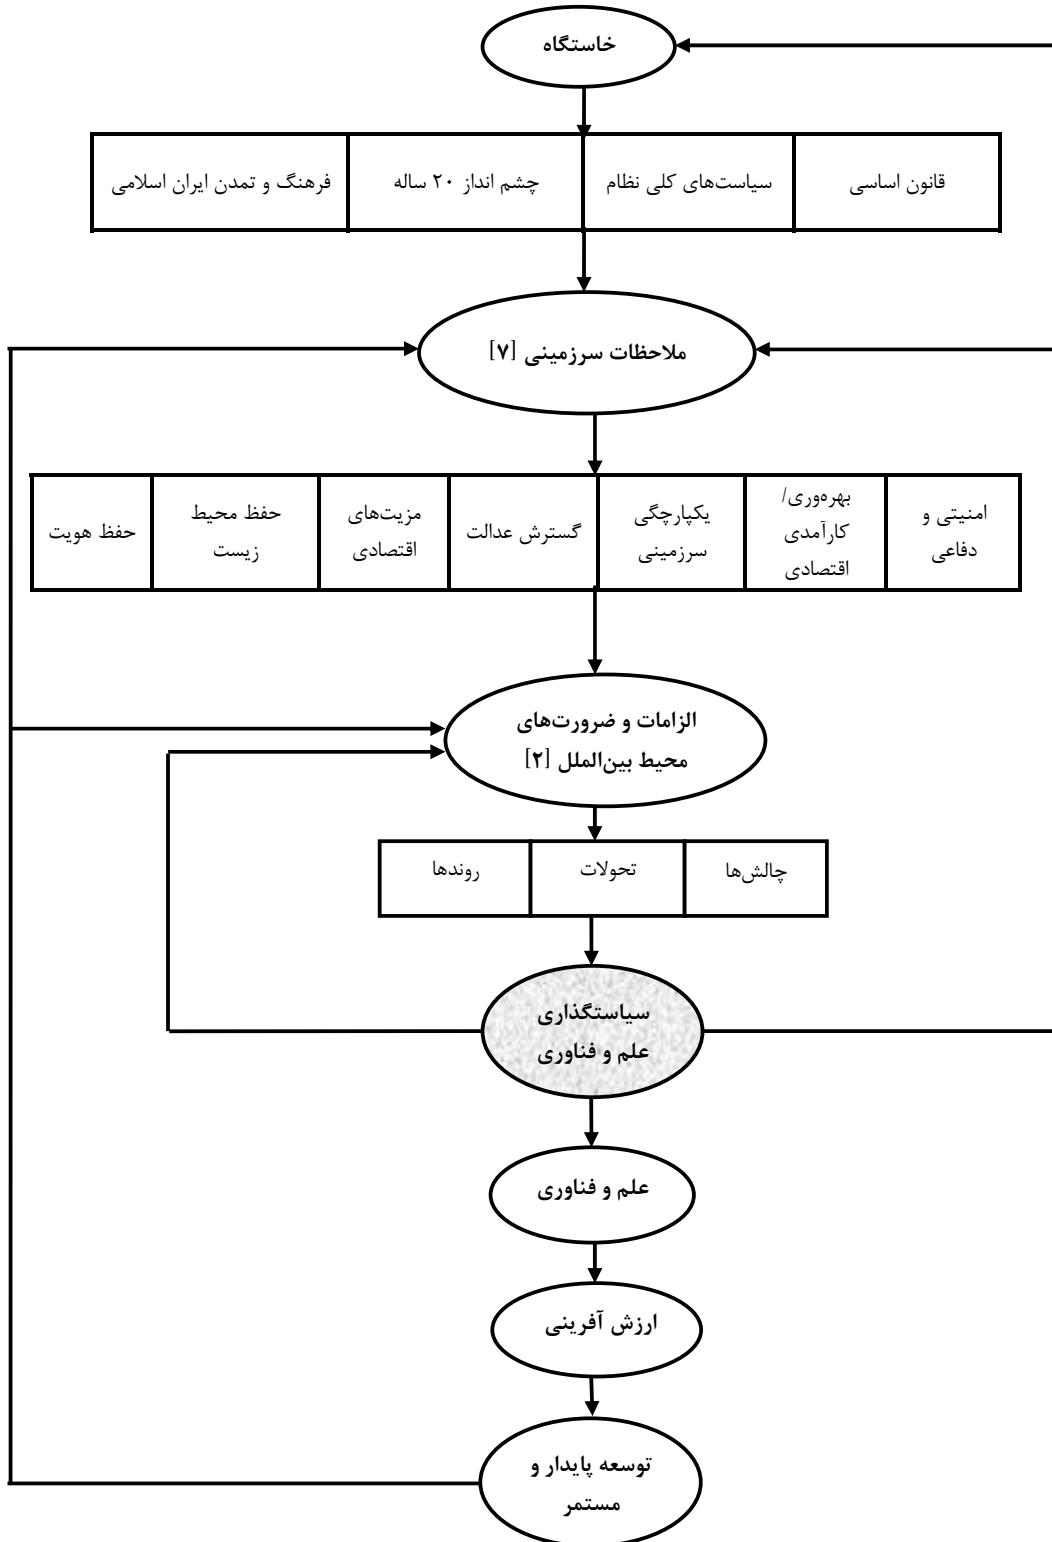 خاستگاه
قانون اساسی
سیاست‌های کلی نظام
چشم انداز ۲۰ ساله
فرهنگ و تمدن ایران اسلامی
ملاحظات سرزمینی [۷]
امنیتی و
دفاعی
بهره‌وری/
کارآمدی
اقتصادی
یکپارچگی
سرزمینی
گسترش عدالت
مزیت‌های
اقتصادی
حفظ محیط
زیست
حفظ هویت
الزامات و ضرورت‌های
محیط بین‌الملل [۲]
چالش‌ها
تحولات
روندها
سیاستگذاری
علم و فناوری
علم و فناوری
ارزش آفرینی
توسعه پایدار و
مستمر